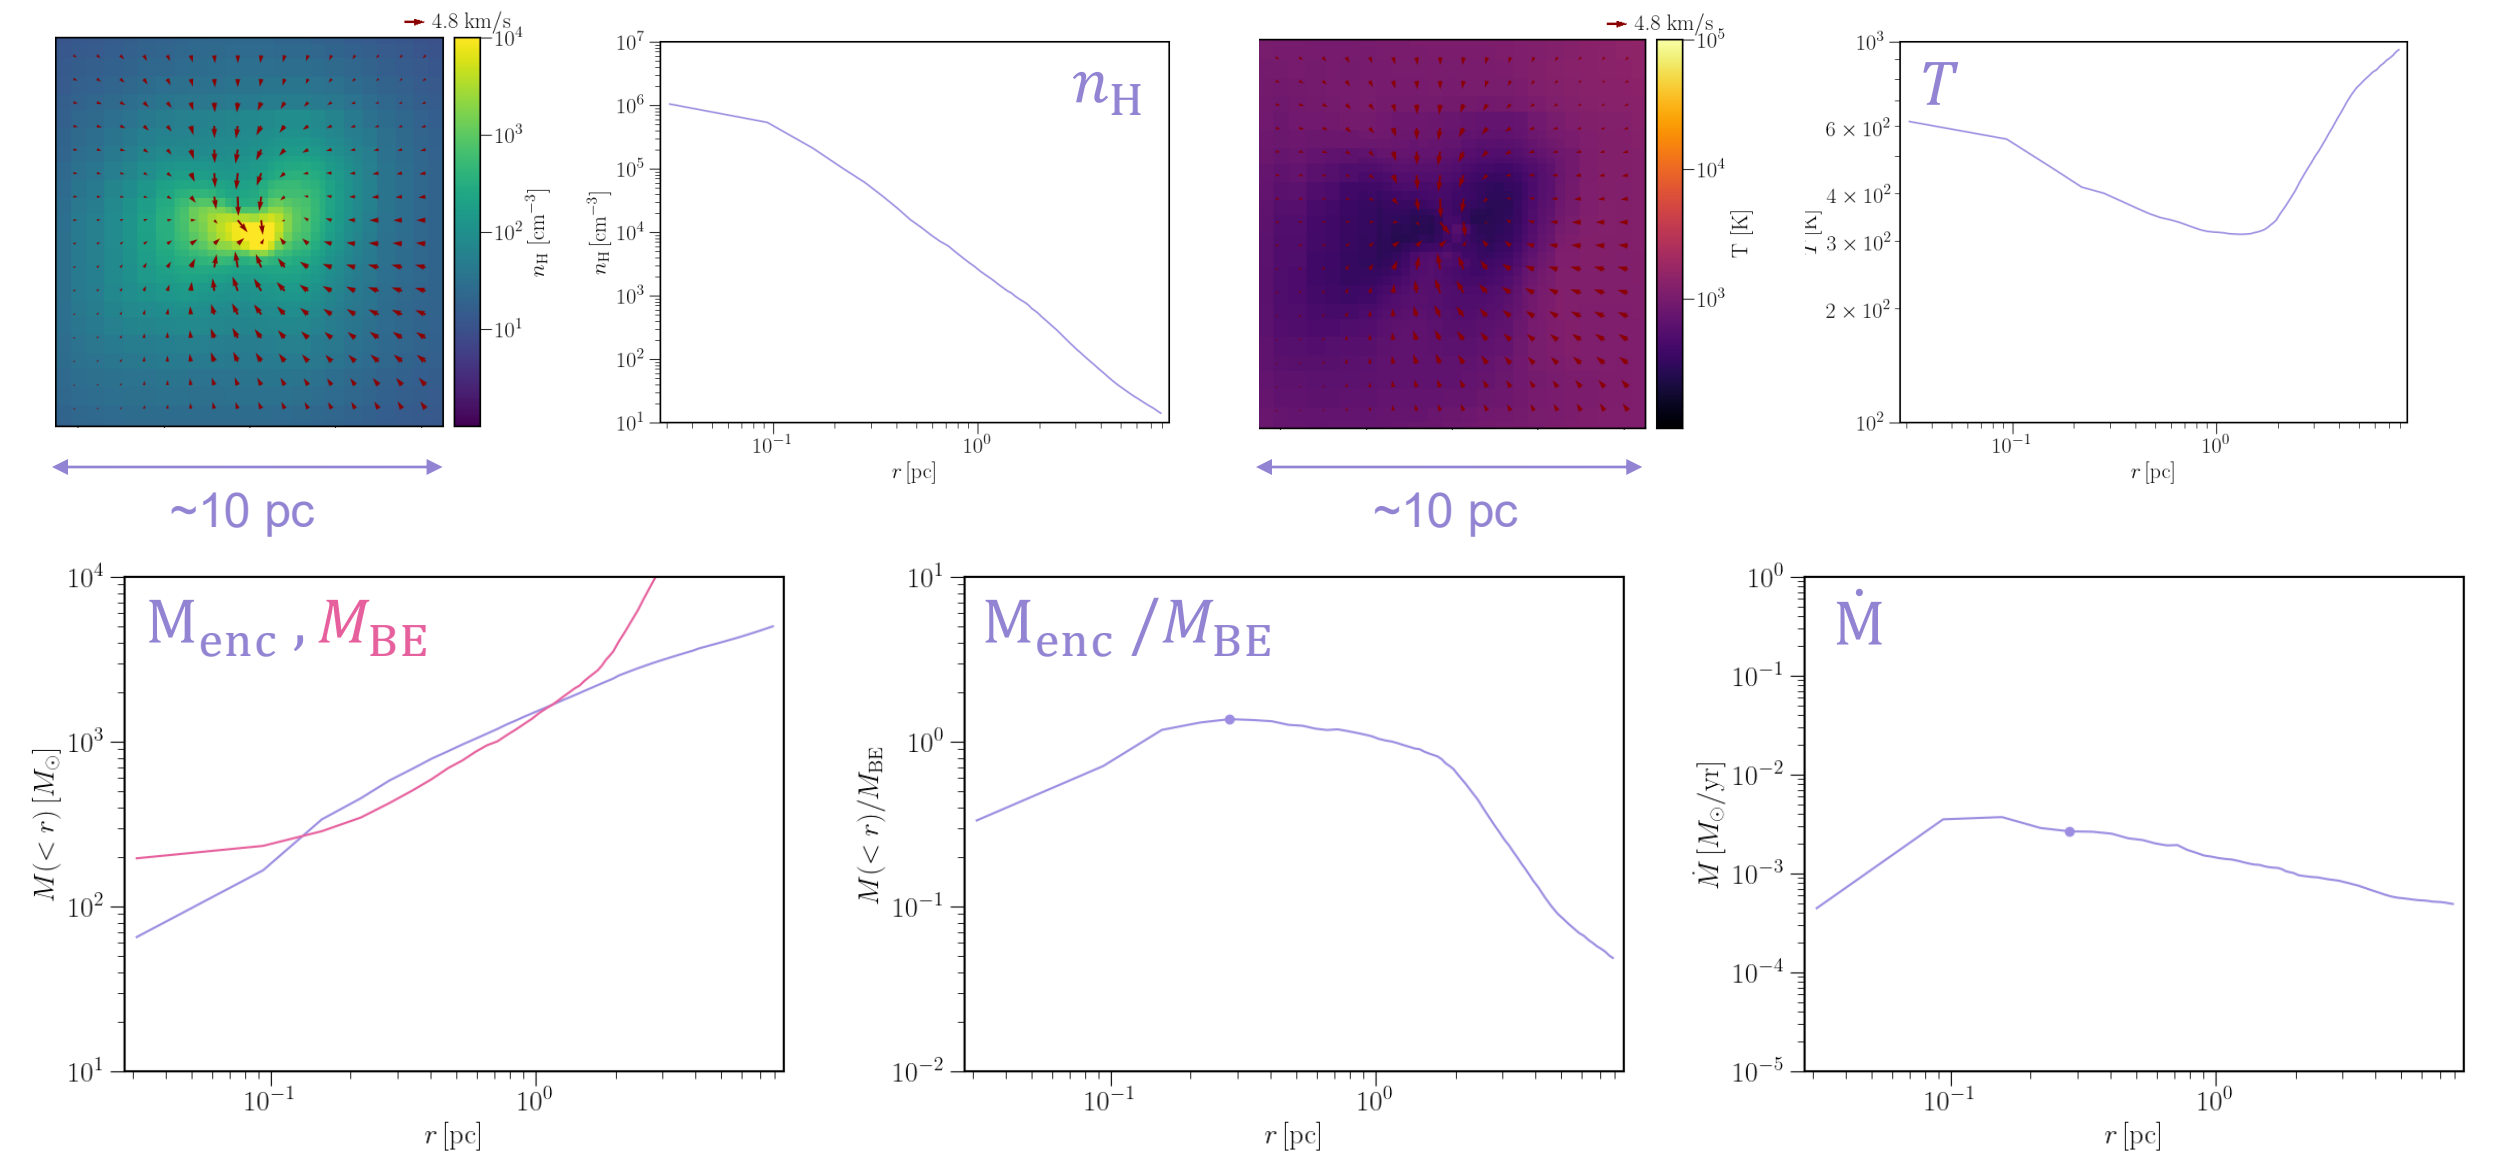 4.8 km/s
10^4
10^3
10^2
10^1
n_H [cm^−3]
~10 pc
n_H
10^7
10^6
10^5
10^4
10^3
10^2
10^1
n_H [cm^−3]
10^−1
10^0
r [pc]
4.8 km/s
10^5
10^4
10^3
T [K]
~10 pc
T
10^3
6 × 10^2
4 × 10^2
3 × 10^2
2 × 10^2
10^2
T [K]
10^−1
10^0
r [pc]
M_enc , M_BE
10^4
10^3
10^2
10^1
M(< r) [M_⊙]
10^−1
10^0
r [pc]
M_enc /M_BE
10^1
10^0
10^−1
10^−2
M(< r)/M_BE
10^−1
10^0
r [pc]
Ṁ
10^0
10^−1
10^−2
10^−3
10^−4
10^−5
Ṁ [M_⊙/yr]
10^−1
10^0
r [pc]